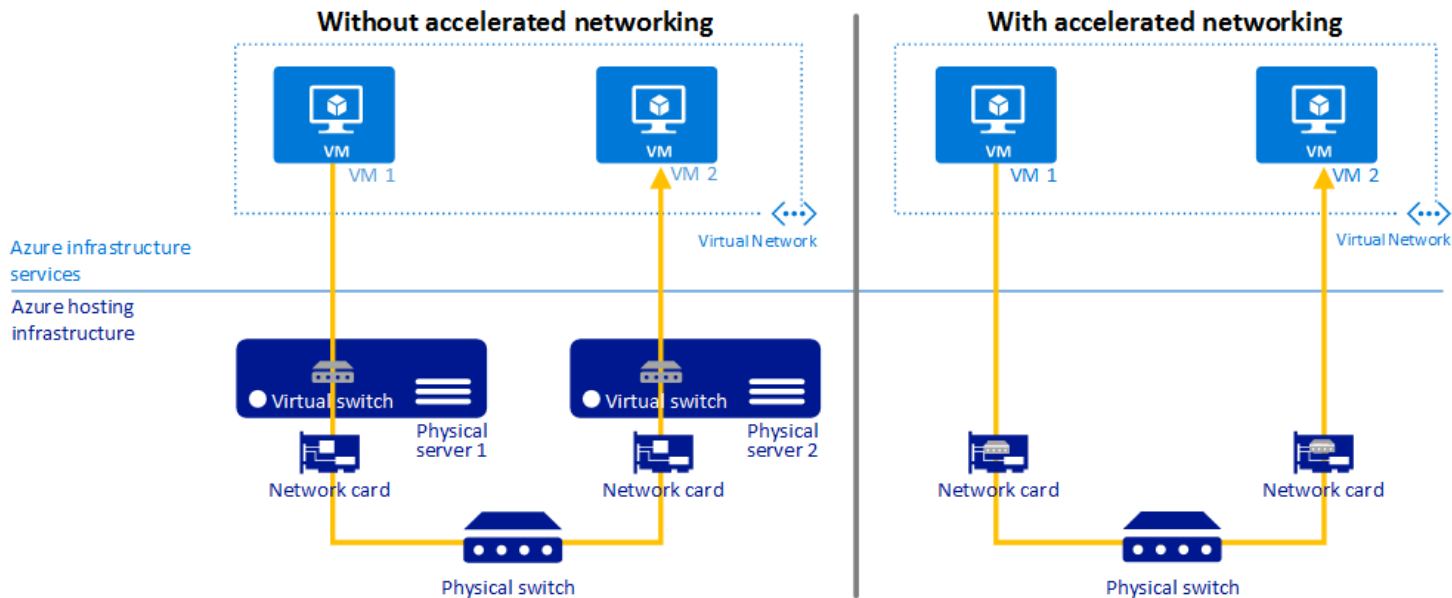 Without accelerated networking
VM
VM 1
VM
VM 2
Virtual Network
Azure infrastructure
services
Azure hosting
infrastructure
Virtual switch
Physical
server 1
Virtual switch
Physical
server 2
Network card
Network card
Physical switch
With accelerated networking
VM
VM 1
VM
VM 2
Virtual Network
Network card
Network card
Physical switch